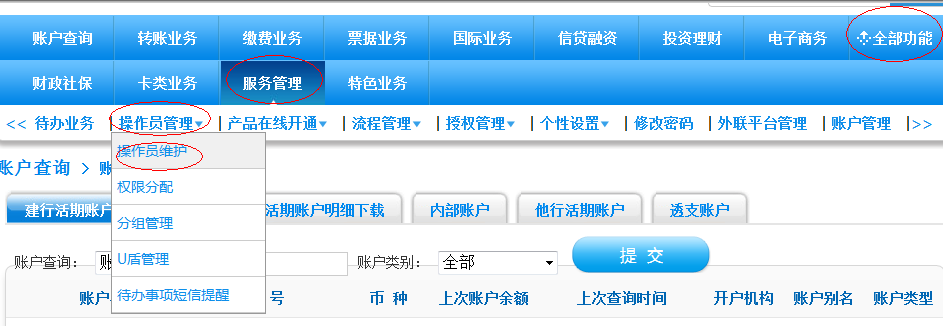 账户查询 转账业务 缴费业务 票据业务 国际业务 信贷融资 投资理财 电子商务 全部功能
财政社保 卡类业务 服务管理 特色业务
<< 待办业务 操作员管理 产品在线开通 流程管理 授权管理 个性设置 修改密码 外联平台管理 账户管理 >>
操作员维护
账户查询 >
权限分配
建行活期账户 活期账户明细下载 内部账户 他行活期账户 透支账户
分组管理
账户查询： 账户类别： 全部 提 交
U盾管理
账户 号 币 种 上次账户余额 上次查询时间 开户机构 账户别名 账户类型
待办事项短信提醒